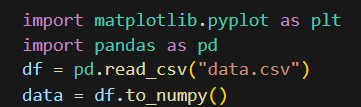 import matplotlib.pyplot as plt
import pandas as pd
df = pd.read_csv("data.csv")
data = df.to_numpy()